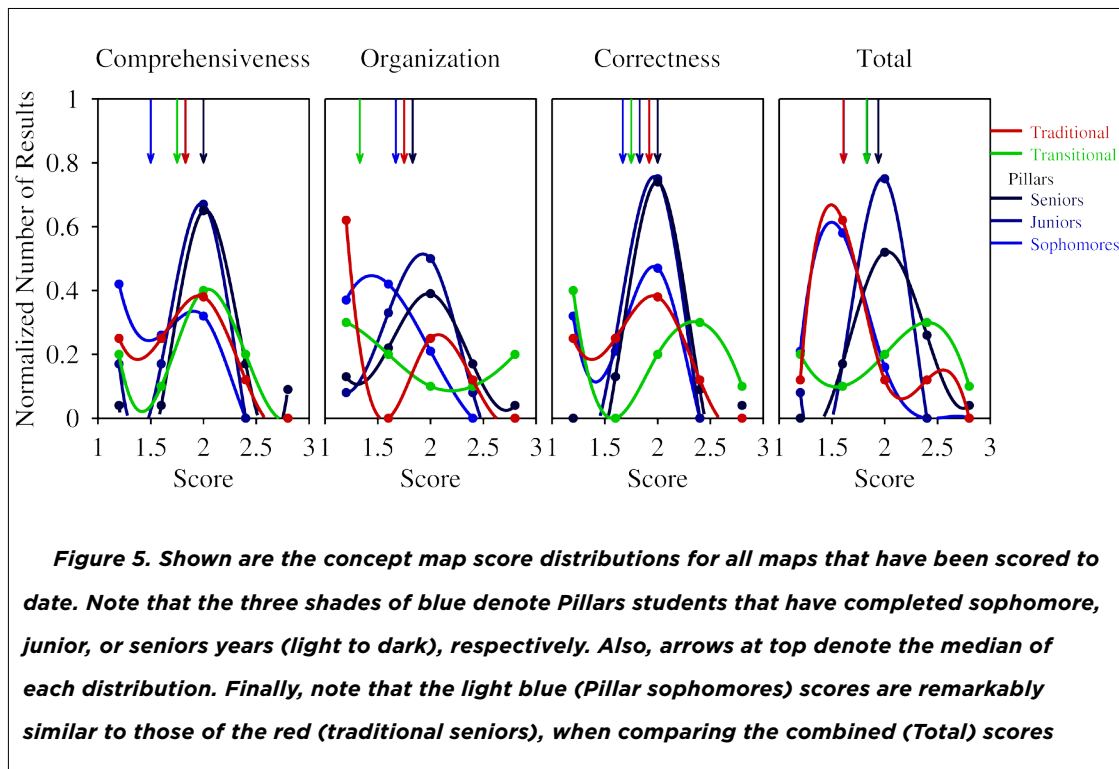 Comprehensiveness Organization Correctness Total
Normalized Number of Results
1
0.8
0.6
0.4
0.2
0
Traditional
Transitional
Pillars
Seniors
Juniors
Sophomores
1 1.5 2 2.5 3 1 1.5 2 2.5 3 1 1.5 2 2.5 3 1 1.5 2 2.5 3
Score Score Score Score
Figure 5. Shown are the concept map score distributions for all maps that have been scored to
date. Note that the three shades of blue denote Pillars students that have completed sophomore,
junior, or seniors years (light to dark), respectively. Also, arrows at top denote the median of
each distribution. Finally, note that the light blue (Pillar sophomores) scores are remarkably
similar to those of the red (traditional seniors), when comparing the combined (Total) scores